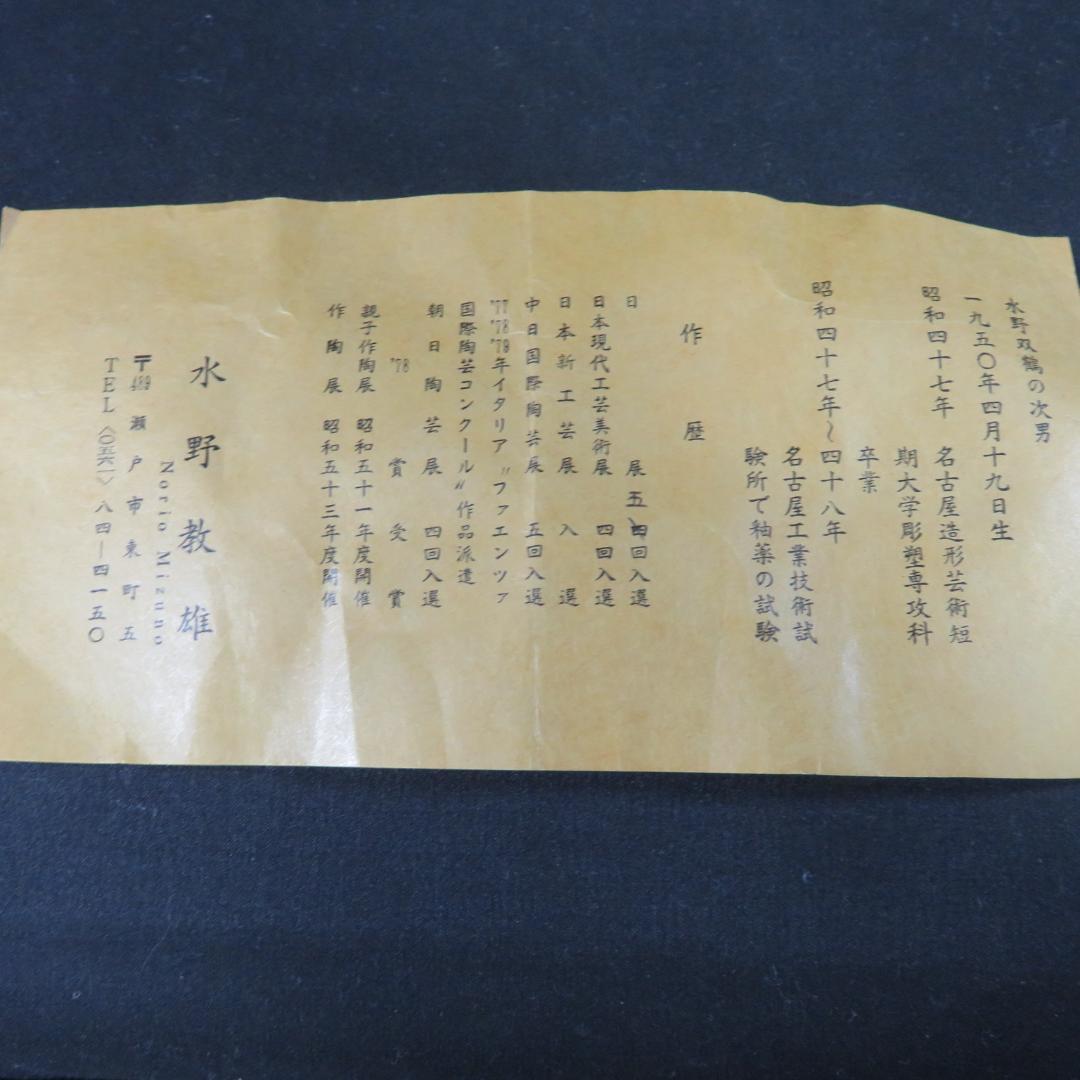 水野双鶴の次男
一九五〇年四月十九日生
昭和四十七年 名古屋造形芸術短
期大学彫塑専攻科
卒業
昭和四十七年~四十八年
名古屋工業技術試
験所で釉薬の試験
作歴
日展 五、四回入選
日本現代工芸美術展 四回入選
日本新工芸展 入選
中日国際陶芸展 五回入選
'77 '78 '79年イタリア〝ファエンツァ
国際陶芸コンクール〟作品派遣
朝日陶芸展 四回入選
'78 賞受賞
親子作陶展 昭和五十一年度開催
作陶展 昭和五十三年度開催
水野教雄
Norio Mizuno
〒489 瀬戸市東町五
TEL〈〇五六一〉八四ー四一五〇